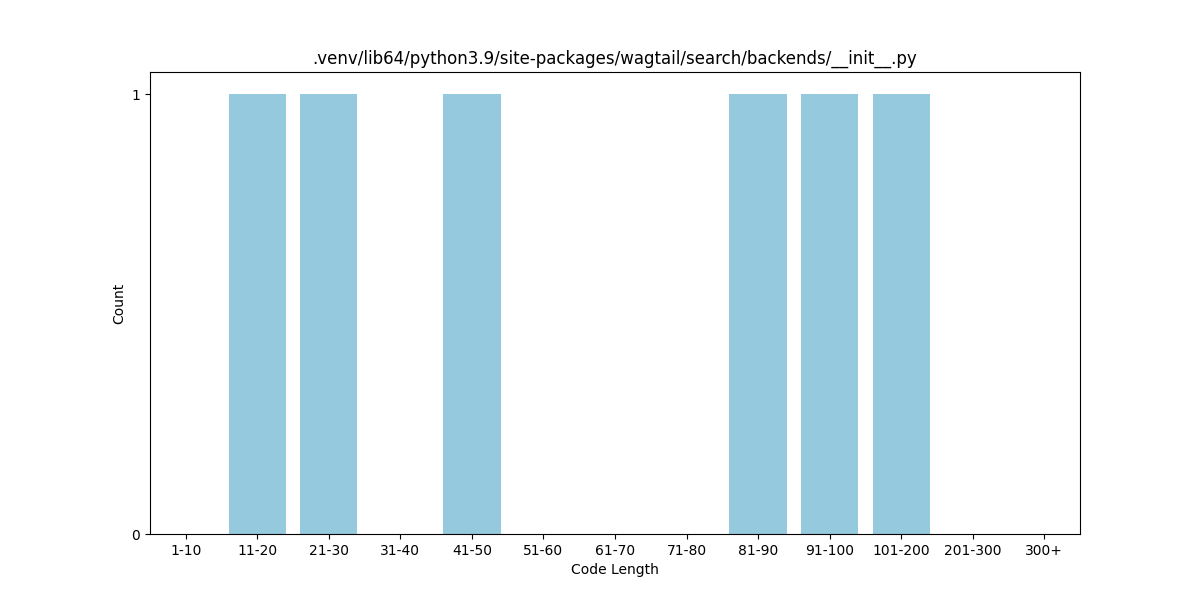 .venv/lib64/python3.9/site-packages/wagtail/search/backends/__init__.py
1
0
Count
1-10 11-20 21-30 31-40 41-50 51-60 61-70 71-80 81-90 91-100 101-200 201-300 300+
Code Length